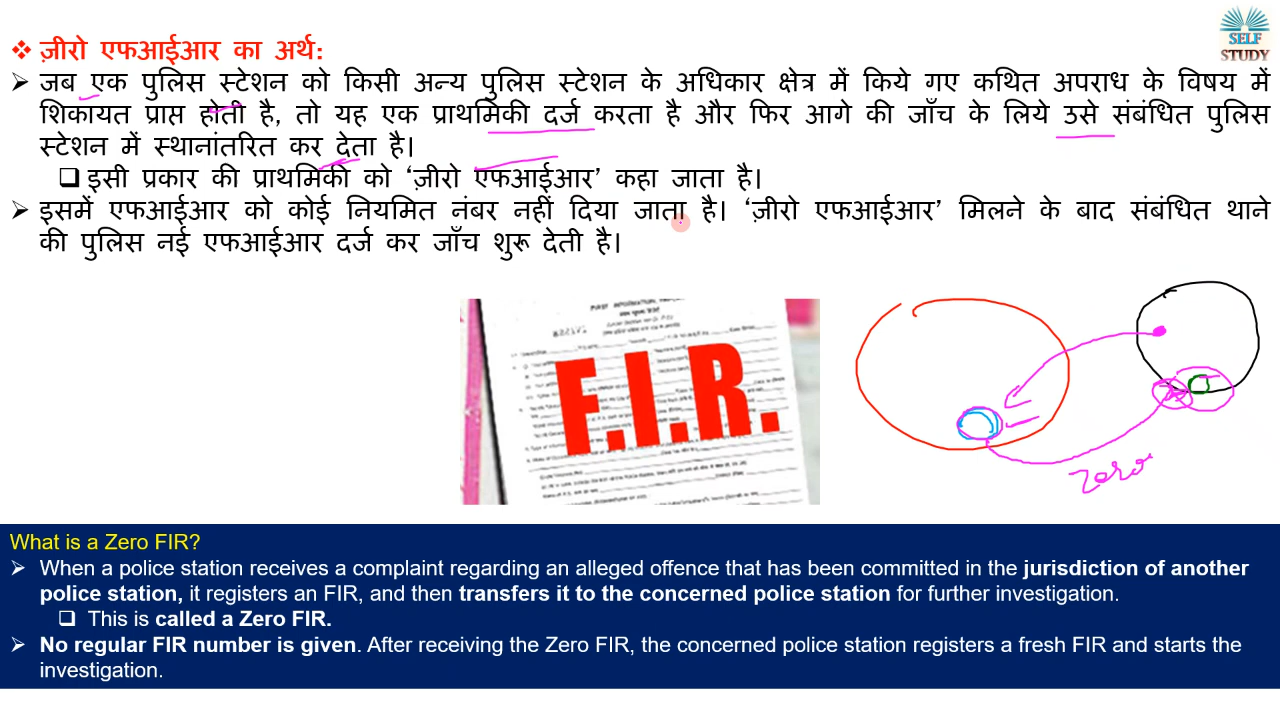 SELF
STUDY
❖ ज़ीरो एफआईआर का अर्थ:
➢ जब एक पुलिस स्टेशन को किसी अन्य पुलिस स्टेशन के अधिकार क्षेत्र में किये गए कथित अपराध के विषय में
शिकायत प्राप्त होती है, तो यह एक प्राथमिकी दर्ज करता है और फिर आगे की जाँच के लिये उसे संबंधित पुलिस
स्टेशन में स्थानांतरित कर देता है।
❑ इसी प्रकार की प्राथमिकी को ‘ज़ीरो एफआईआर’ कहा जाता है।
➢ इसमें एफआईआर को कोई नियमित नंबर नहीं दिया जाता है। ‘ज़ीरो एफआईआर’ मिलने के बाद संबंधित थाने
की पुलिस नई एफआईआर दर्ज कर जाँच शुरू देती है।
F.I.R.
Zero
What is a Zero FIR?
➢ When a police station receives a complaint regarding an alleged offence that has been committed in the jurisdiction of another
police station, it registers an FIR, and then transfers it to the concerned police station for further investigation.
❑ This is called a Zero FIR.
➢ No regular FIR number is given. After receiving the Zero FIR, the concerned police station registers a fresh FIR and starts the
investigation.